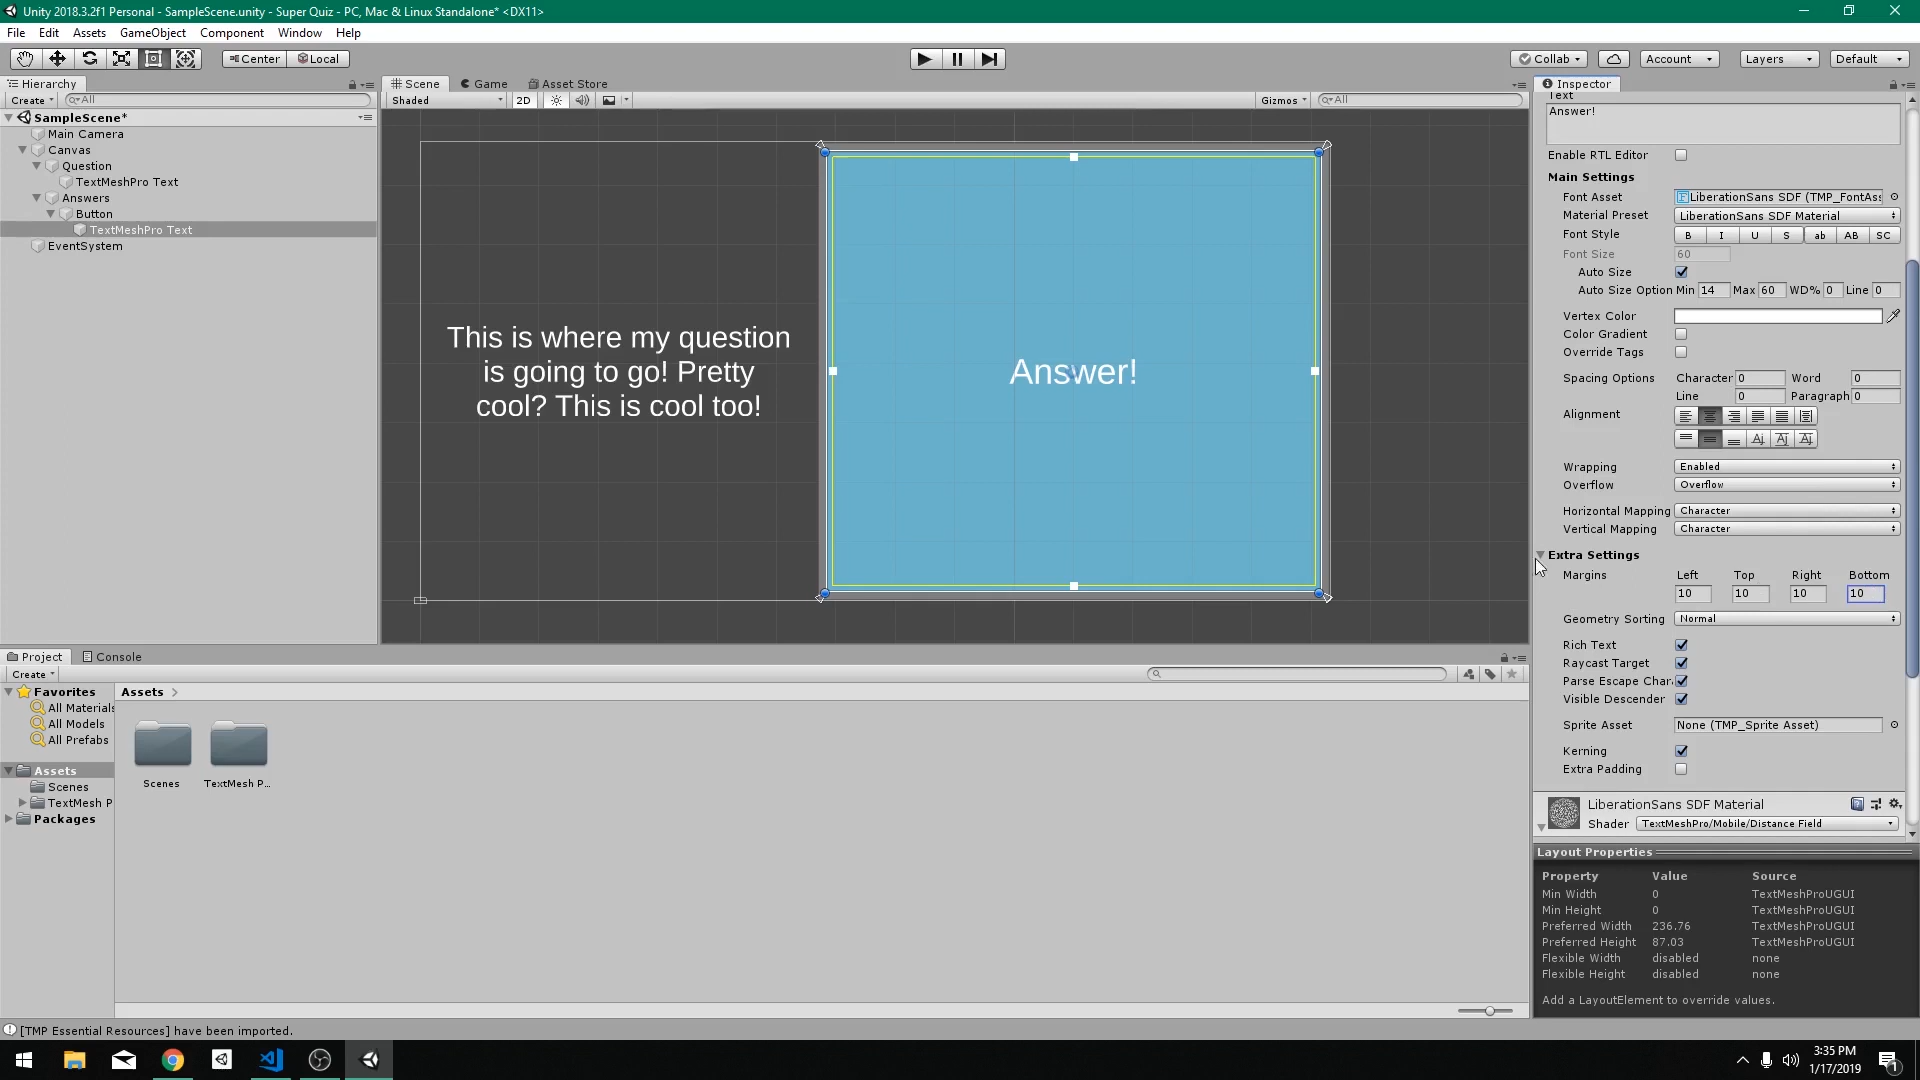 Unity 2018.3.2f1 Personal - SampleScene.unity - Super Quiz - PC, Mac & Linux Standalone* <DX11>
File Edit Assets GameObject Component Window Help
Center Local Collab Account Layers Default
Hierarchy
Create All
SampleScene*
Main Camera
Canvas
Question
TextMeshPro Text
Answers
Button
TextMeshPro Text
EventSystem
Scene Game Asset Store
Shaded 2D Gizmos All
This is where my question
is going to go! Pretty
cool? This is cool too!
Answer!
Inspector
Text
Answer!
Enable RTL Editor
Main Settings
Font Asset LiberationSans SDF (TMP_FontAss
Material Preset LiberationSans SDF Material
Font Style B I U S ab AB SC
Font Size 60
Auto Size
Auto Size Option Min 14 Max 60 WD% 0 Line 0
Vertex Color
Color Gradient
Override Tags
Spacing Options Character 0 Word 0
Line 0 Paragraph 0
Alignment
Wrapping Enabled
Overflow Overflow
Horizontal Mapping Character
Vertical Mapping Character
Extra Settings
Margins Left Top Right Bottom
10 10 10 10
Geometry Sorting Normal
Rich Text
Raycast Target
Parse Escape Chara
Visible Descender
Sprite Asset None (TMP_Sprite Asset)
Kerning
Extra Padding
LiberationSans SDF Material
Shader TextMeshPro/Mobile/Distance Field
Layout Properties
Property Value Source
Min Width 0 TextMeshProUGUI
Min Height 0 TextMeshProUGUI
Preferred Width 236.76 TextMeshProUGUI
Preferred Height 87.03 TextMeshProUGUI
Flexible Width disabled none
Flexible Height disabled none
Add a LayoutElement to override values.
Project Console
Create
Favorites
All Materials
All Models
All Prefabs
Assets
Scenes
TextMesh P
Packages
Assets
Scenes TextMesh P...
[TMP Essential Resources] have been imported.
3:35 PM
1/17/2019
1